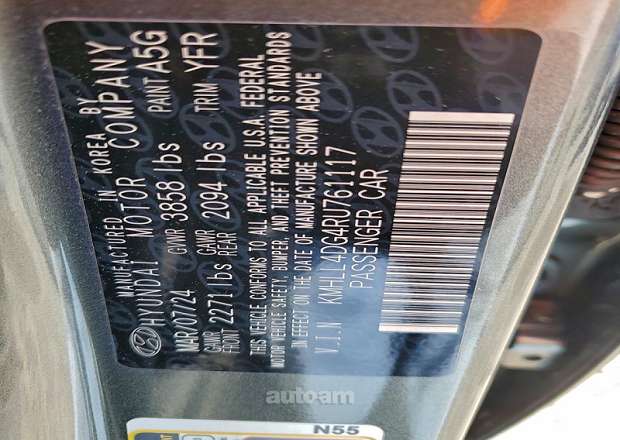 MANUFACTURED IN KOREA BY
HYUNDAI MOTOR COMPANY
MAR/07/24 GVWR 3858 lbs PAINT A5G
GAWR FRONT 2271 lbs GAWR REAR 2094 lbs TRIM YFR
THIS VEHICLE CONFORMS TO ALL APPLICABLE U.S.A. FEDERAL
MOTOR VEHICLE SAFETY, BUMPER, AND THEFT PREVENTION STANDARDS
IN EFFECT ON THE DATE OF MANUFACTURE SHOWN ABOVE
V.I.N KMHLL4DG4RU761117
PASSENGER CAR
autoam
N55